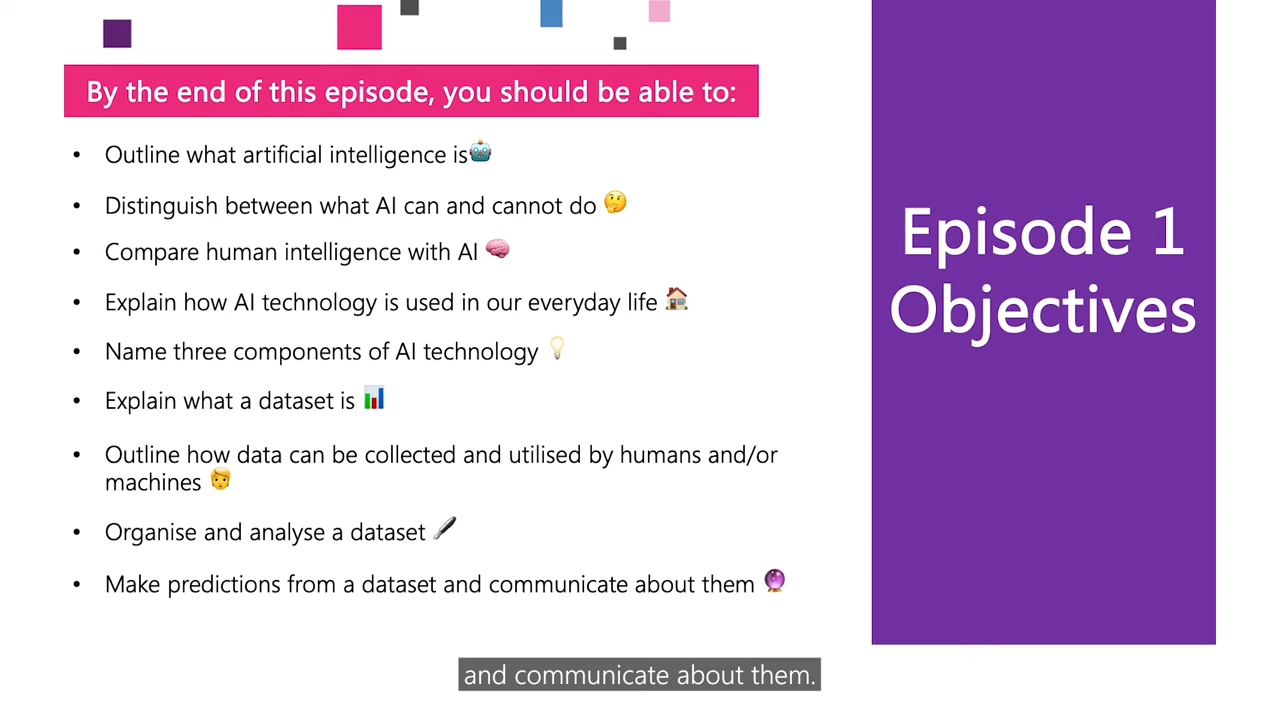 By the end of this episode, you should be able to:
• Outline what artificial intelligence is🤖
• Distinguish between what AI can and cannot do 🤔
• Compare human intelligence with AI 🧠
• Explain how AI technology is used in our everyday life 🏠
• Name three components of AI technology 💡
• Explain what a dataset is 📊
• Outline how data can be collected and utilised by humans and/or
machines 🧑
• Organise and analyse a dataset 🖋
• Make predictions from a dataset and communicate about them 🔮
Episode 1
Objectives
and communicate about them.